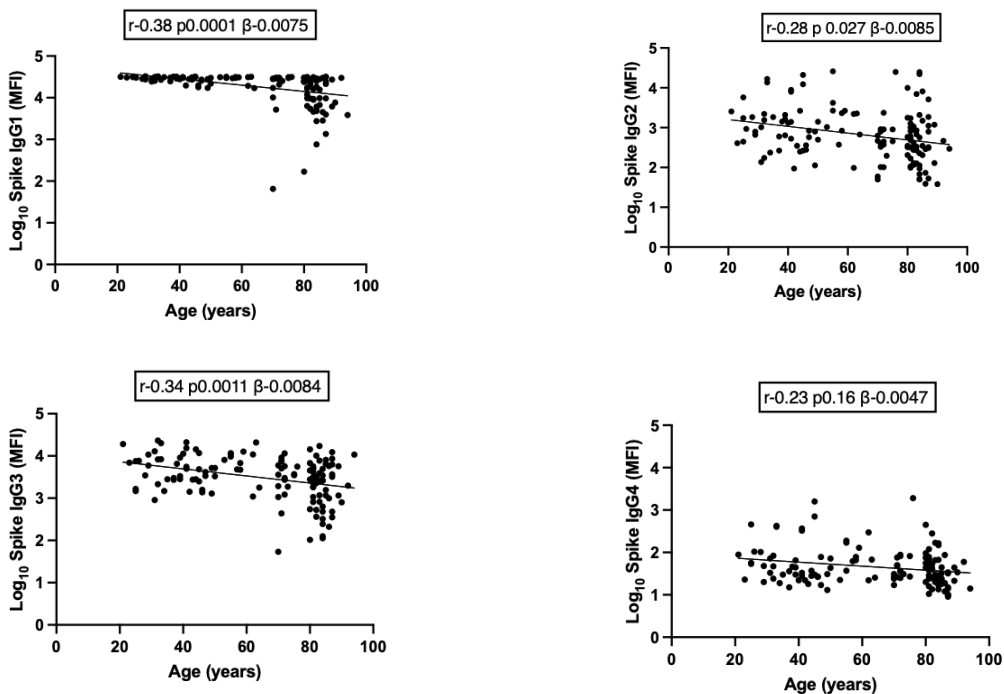 r-0.38 p0.0001 β-0.0075
Log10 Spike IgG1 (MFI)
5
4
3
2
1
0
0 20 40 60 80 100
Age (years)
r-0.28 p 0.027 β-0.0085
Log10 Spike IgG2 (MFI)
5
4
3
2
1
0
0 20 40 60 80 100
Age (years)
r-0.34 p0.0011 β-0.0084
Log10 Spike IgG3 (MFI)
5
4
3
2
1
0
0 20 40 60 80 100
Age (years)
r-0.23 p0.16 β-0.0047
Log10 Spike IgG4 (MFI)
5
4
3
2
1
0
0 20 40 60 80 100
Age (years)